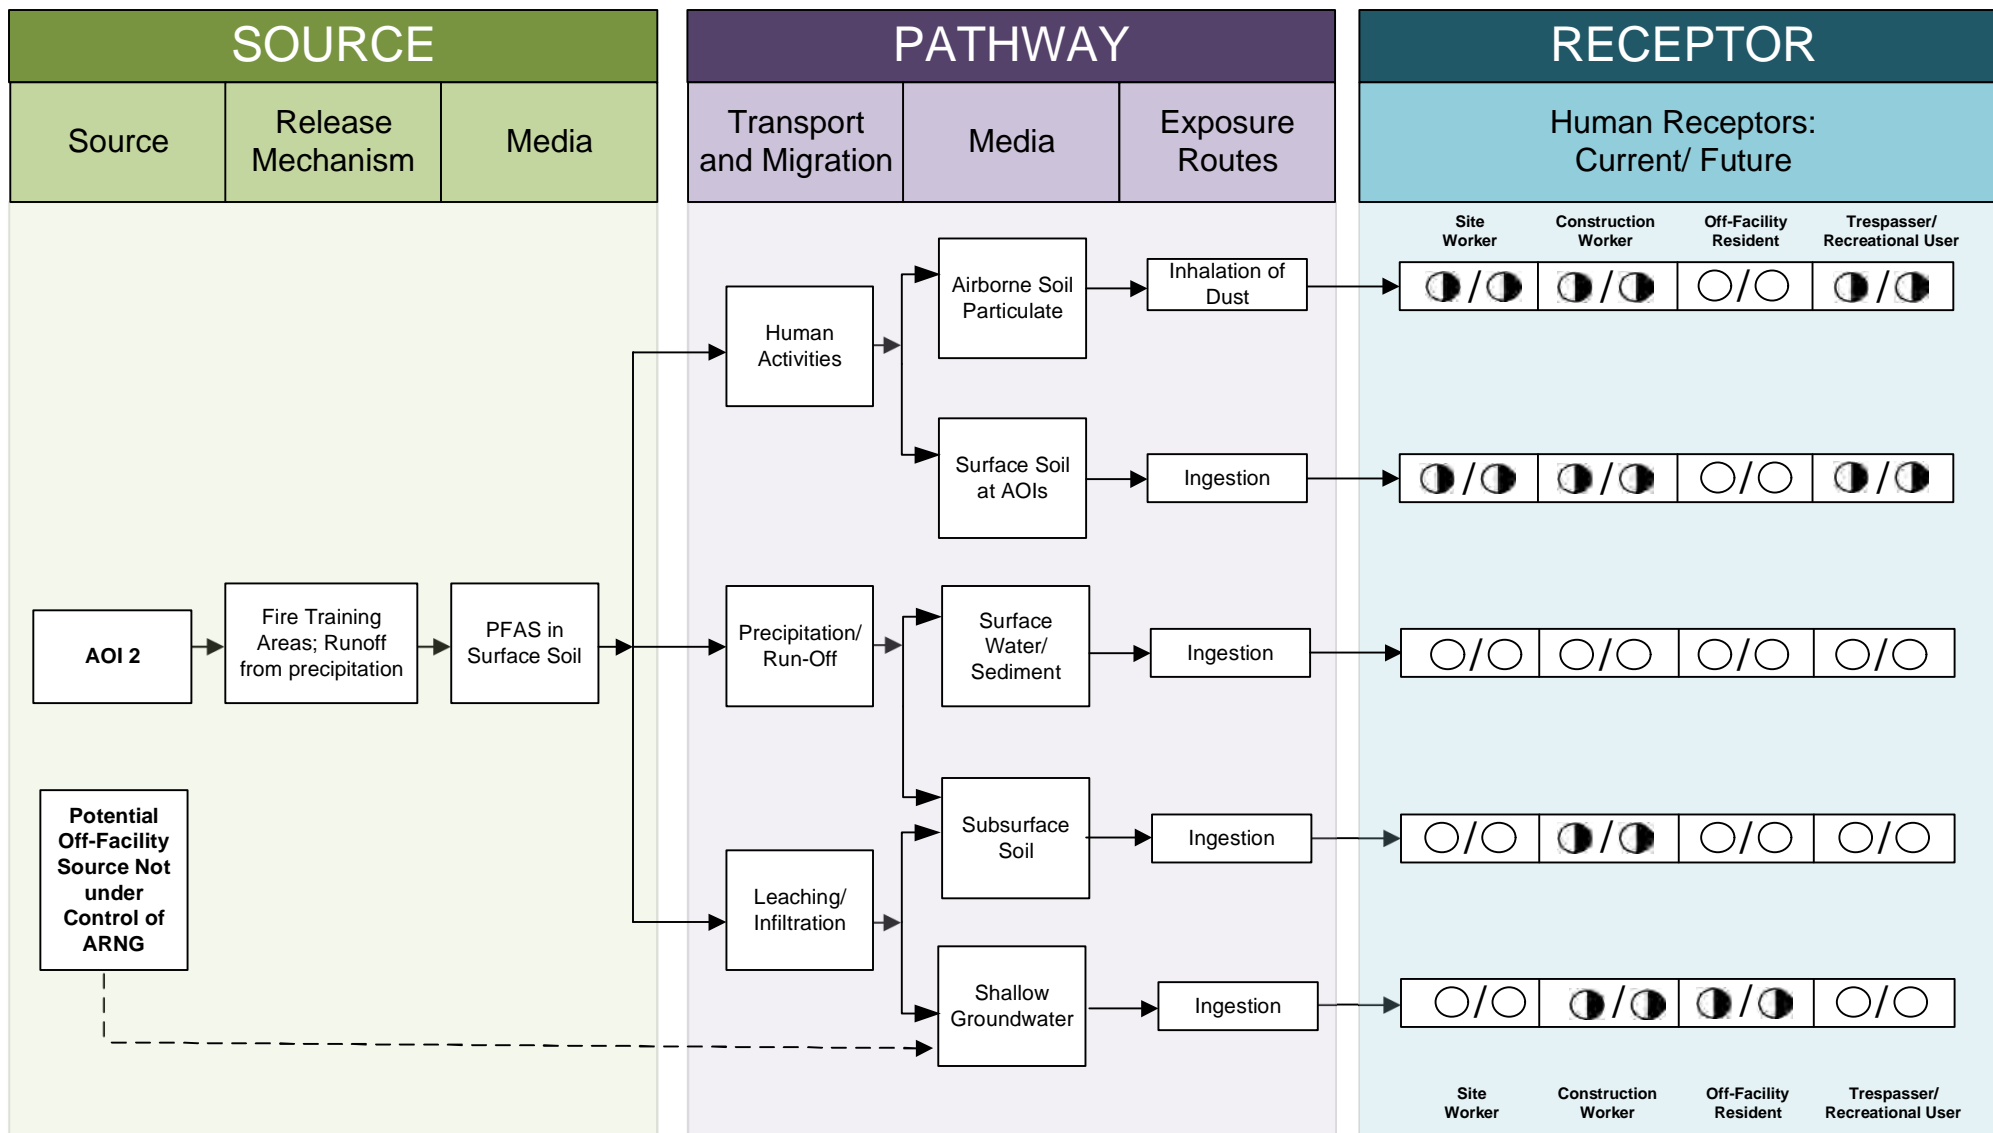 SOURCE
PATHWAY
RECEPTOR
Source
Release
Mechanism
Media
Transport
and Migration
Media
Exposure
Routes
Human Receptors:
Current/ Future
Site
Worker
Construction
Worker
Off-Facility
Resident
Trespasser/
Recreational User
Airborne Soil
Particulate
Inhalation of
Dust
/
/
/
/
Human
Activities
Surface Soil
at AOIs
Ingestion
/
/
/
/
AOI 2
Fire Training
Areas; Runoff
from precipitation
PFAS in
Surface Soil
Precipitation/
Run-Off
Surface
Water/
Sediment
Ingestion
/
/
/
/
Potential
Off-Facility
Source Not
under
Control of
ARNG
Subsurface
Soil
Ingestion
/
/
/
/
Leaching/
Infiltration
Shallow
Groundwater
Ingestion
/
/
/
/
Site
Worker
Construction
Worker
Off-Facility
Resident
Trespasser/
Recreational User